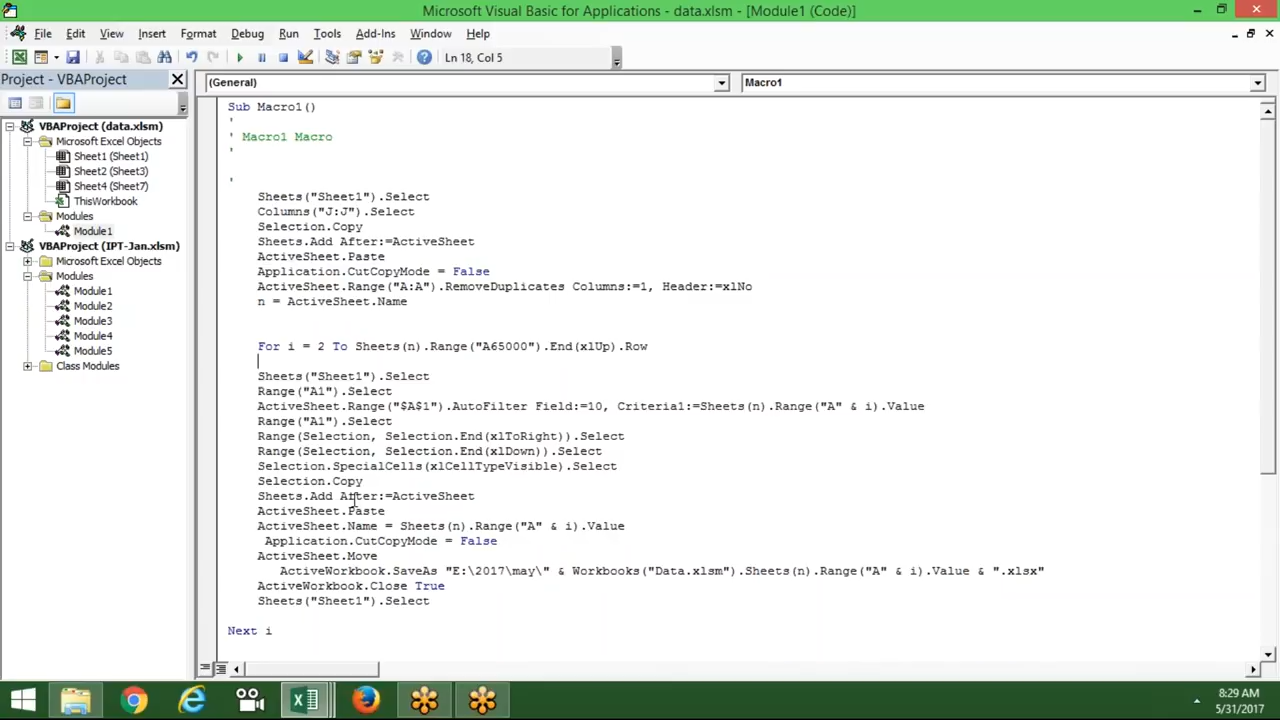 Microsoft Visual Basic for Applications - data.xlsm - [Module1 (Code)]
File Edit View Insert Format Debug Run Tools Add-Ins Window Help
Ln 18, Col 5
Project - VBAProject
(General)
Macro1
VBAProject (data.xlsm)
Microsoft Excel Objects
Sheet1 (Sheet1)
Sheet2 (Sheet3)
Sheet4 (Sheet7)
ThisWorkbook
Modules
Module1
VBAProject (IPT-Jan.xlsm)
Microsoft Excel Objects
Modules
Module1
Module2
Module3
Module4
Module5
Class Modules
Sub Macro1()
'
' Macro1 Macro
'
'
Sheets("Sheet1").Select
Columns("J:J").Select
Selection.Copy
Sheets.Add After:=ActiveSheet
ActiveSheet.Paste
Application.CutCopyMode = False
ActiveSheet.Range("A:A").RemoveDuplicates Columns:=1, Header:=xlNo
n = ActiveSheet.Name
For i = 2 To Sheets(n).Range("A65000").End(xlUp).Row
Sheets("Sheet1").Select
Range("A1").Select
ActiveSheet.Range("$A$1").AutoFilter Field:=10, Criteria1:=Sheets(n).Range("A" & i).Value
Range("A1").Select
Range(Selection, Selection.End(xlToRight)).Select
Range(Selection, Selection.End(xlDown)).Select
Selection.SpecialCells(xlCellTypeVisible).Select
Selection.Copy
Sheets.Add After:=ActiveSheet
ActiveSheet.Paste
ActiveSheet.Name = Sheets(n).Range("A" & i).Value
Application.CutCopyMode = False
ActiveSheet.Move
ActiveWorkbook.SaveAs "E:\2017\may\" & Workbooks("Data.xlsm").Sheets(n).Range("A" & i).Value & ".xlsx"
ActiveWorkbook.Close True
Sheets("Sheet1").Select
Next i
8:29 AM
5/31/2017